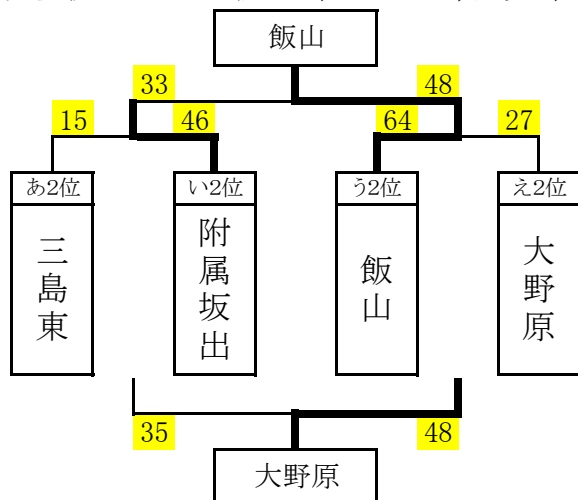 飯山
33 48
15 46 64 27
あ2位 い2位 う2位 え2位
三島東
附属坂出
飯山
大野原
35 48
大野原